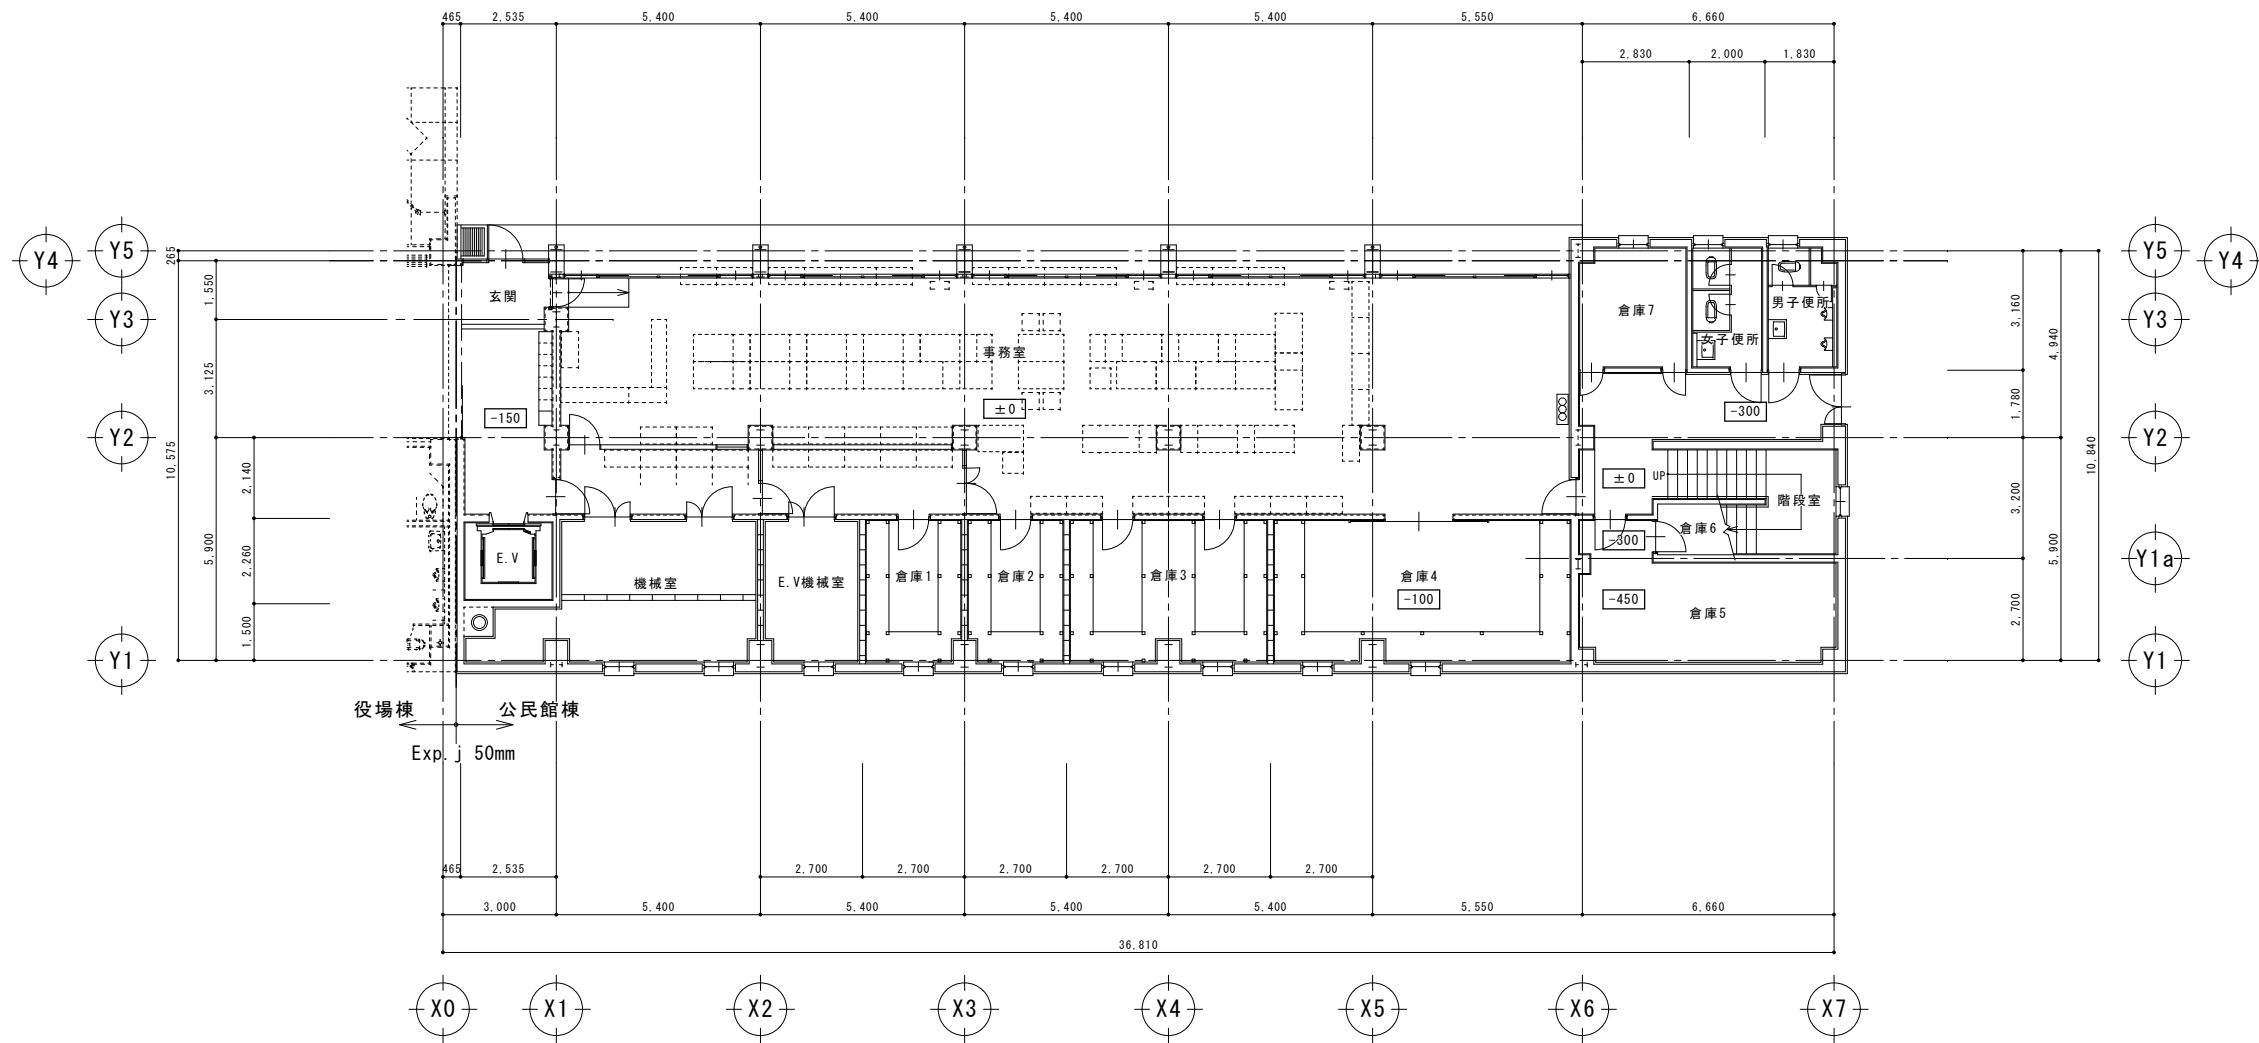 465 2,535 5,400 5,400 5,400 5,400 5,550 6,660
2,830 2,000 1,830
Y4 Y5 Y5 Y4
265
玄関
1,550
Y3 Y3
倉庫7 男子便所
女子便所
3,160
4,940
事務室
3,125
-150 ±0 -300
1,780
Y2 Y2
10,575 10,840
2,140
±0 UP 階段室
3,200
倉庫6
-300
E.V
機械室 E.V機械室 倉庫1 倉庫2 倉庫3 倉庫4
5,900
2,260
Y1a
5,900
-100 -450
倉庫5
1,500
2,700
Y1 Y1
役場棟 公民館棟
Exp.j 50mm
465 2,535 2,700 2,700 2,700 2,700 2,700 2,700
3,000 5,400 5,400 5,400 5,400 5,550 6,660
36,810
X0 X1 X2 X3 X4 X5 X6 X7